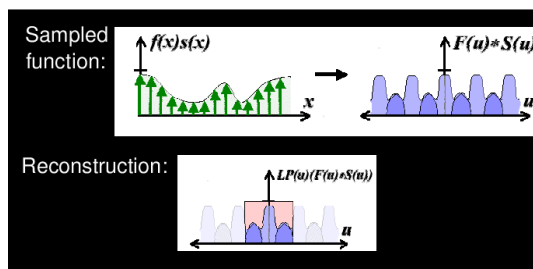 Sampled
function:
f(x)s(x)
x
F(u)*S(u)
u
Reconstruction:
LP(u)(F(u)*S(u))
u